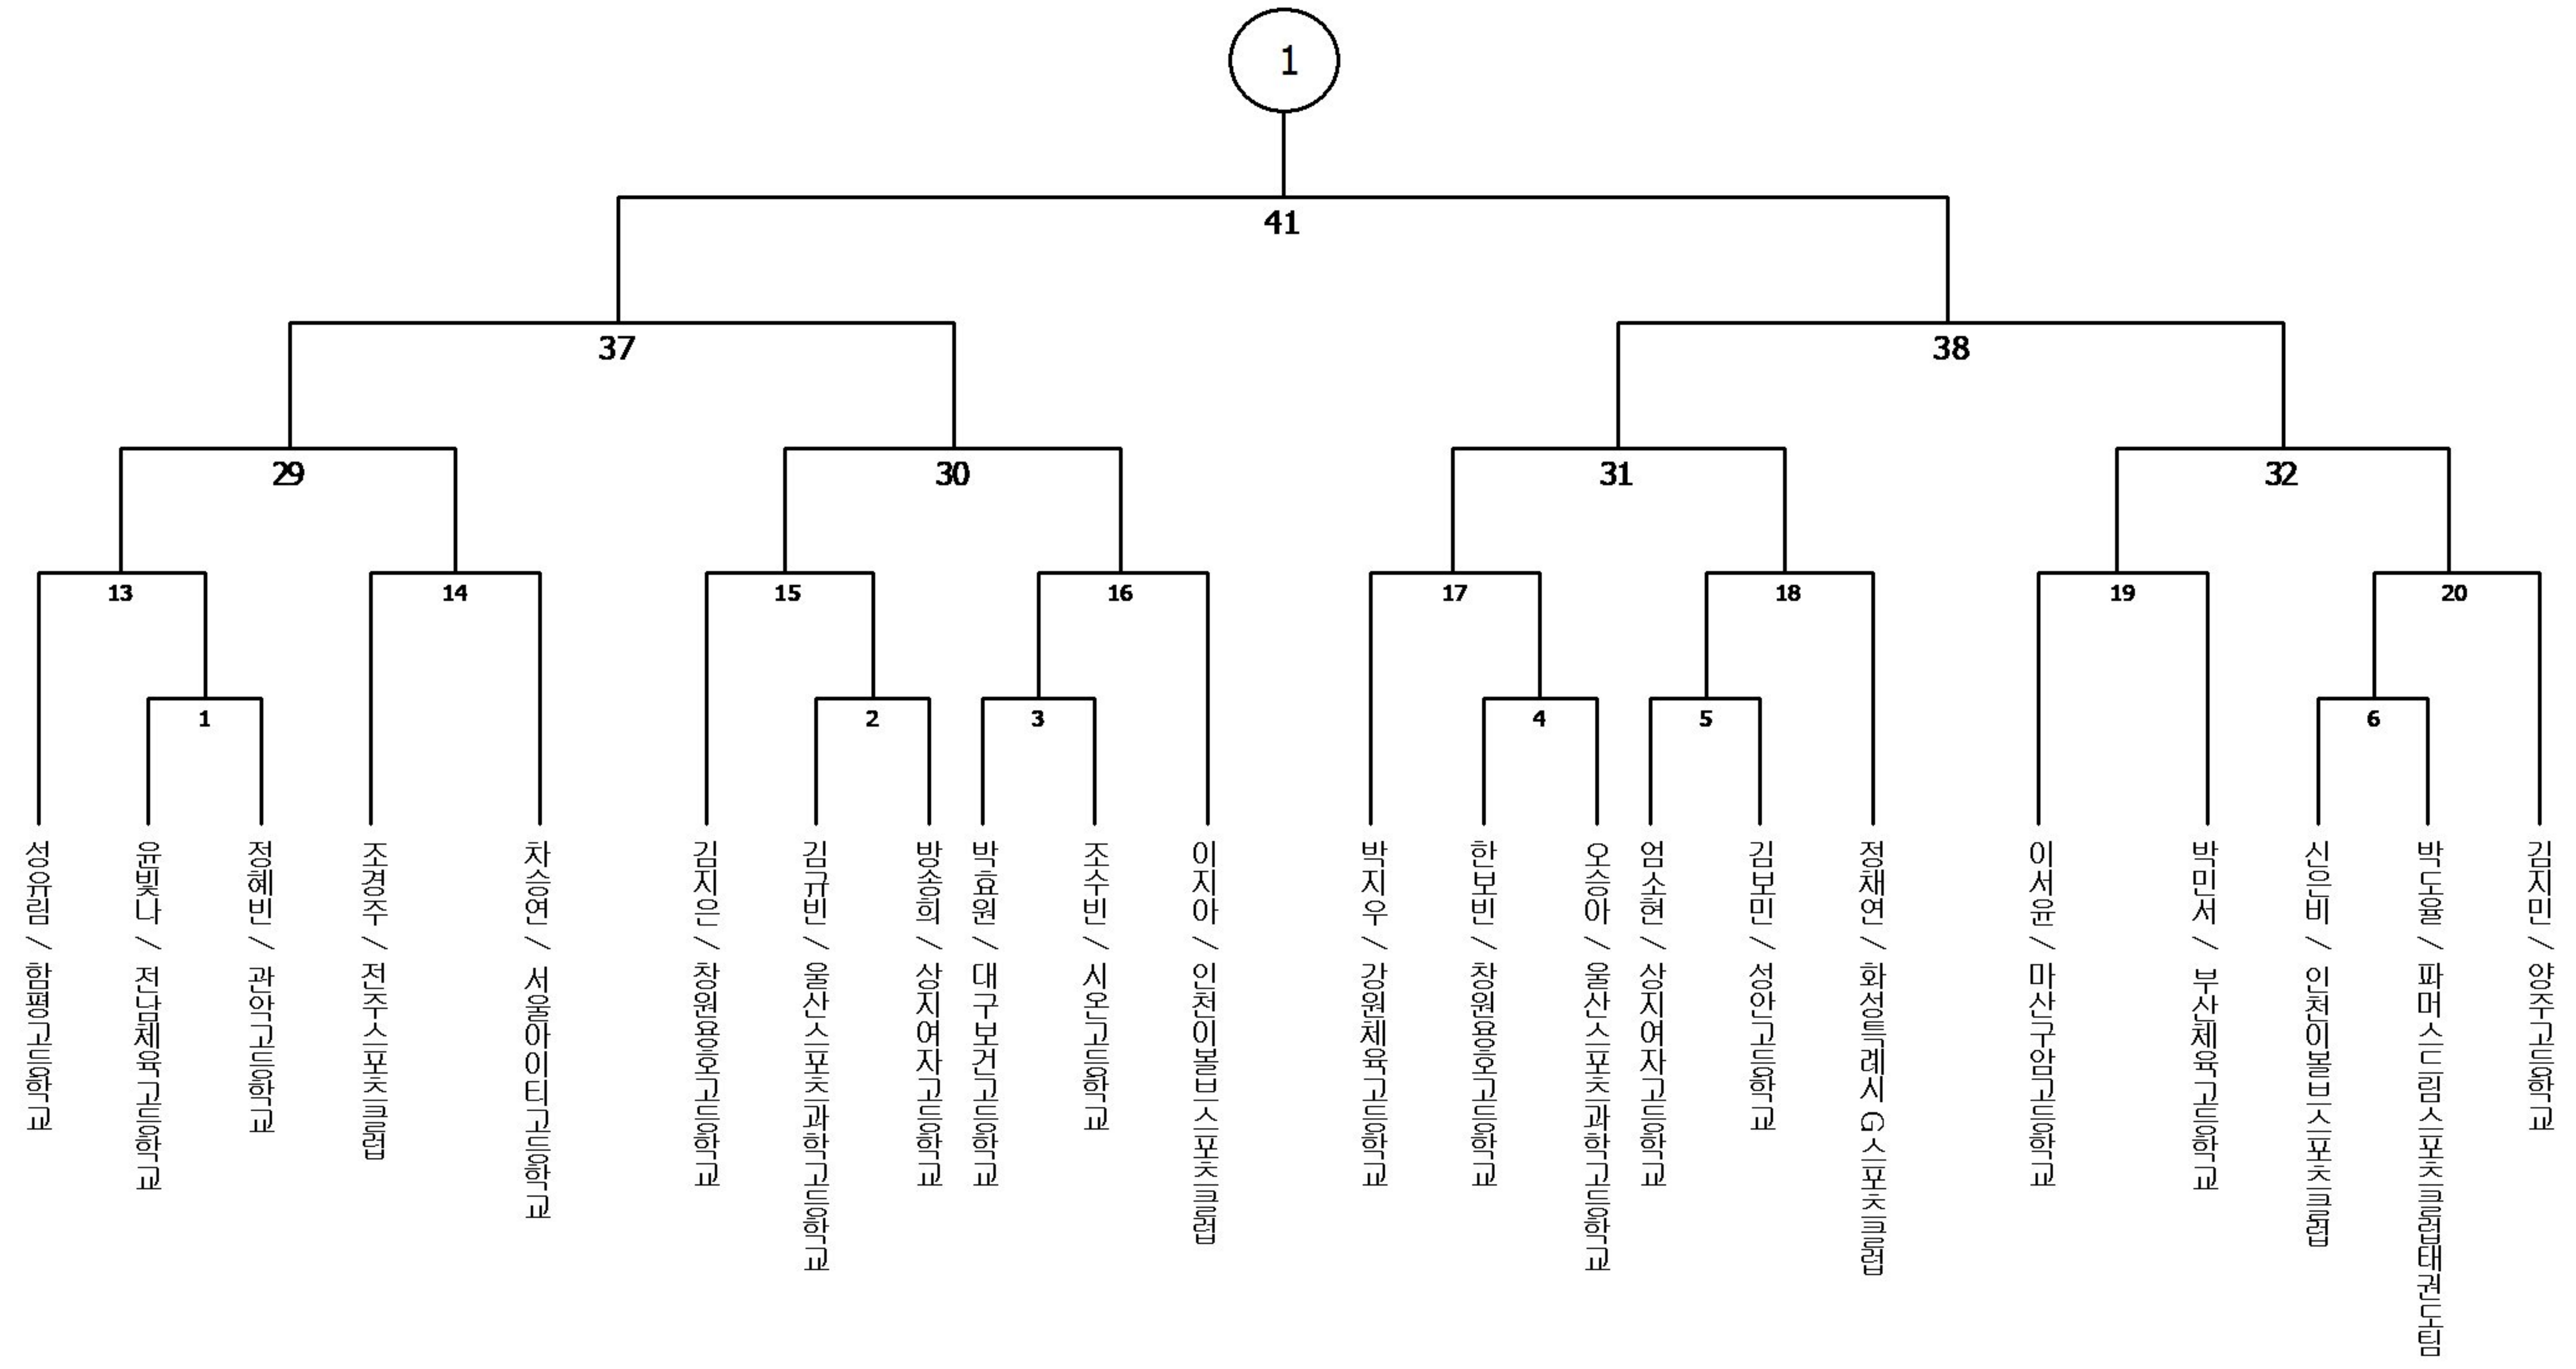 1
41
37
38
29
30
31
32
13
14
15
16
17
18
19
20
1
2
3
4
5
6
성유림 / 함평고등학교
윤빛나 / 전남체육고등학교
정혜빈 / 관악고등학교
조경주 / 전주스포츠클럽
차승연 / 서울아이티고등학교
김지은 / 창원용호고등학교
김규빈 / 울산스포츠과학고등학교
방송희 / 상지여자고등학교
박효원 / 대구보건고등학교
조수빈 / 시온고등학교
이지아 / 인천이볼브스포츠클럽
박지우 / 강원체육고등학교
한보빈 / 창원용호고등학교
오승아 / 울산스포츠과학고등학교
엄소현 / 상지여자고등학교
김보민 / 성안고등학교
정채연 / 화성특례시 G스포츠클럽
이서윤 / 마산구암고등학교
박민서 / 부산체육고등학교
신은비 / 인천이볼브스포츠클럽
박도율 / 파머스드림스포츠클럽태권도팀
김지민 / 양주고등학교